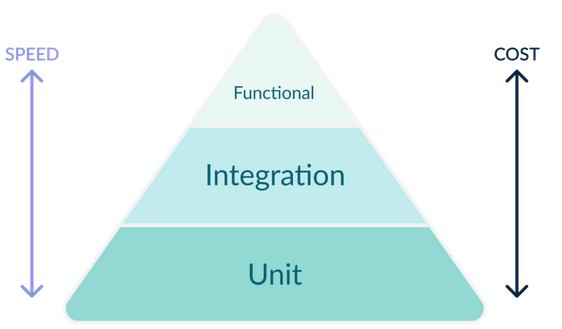 SPEED
COST
Functional
Integration
Unit